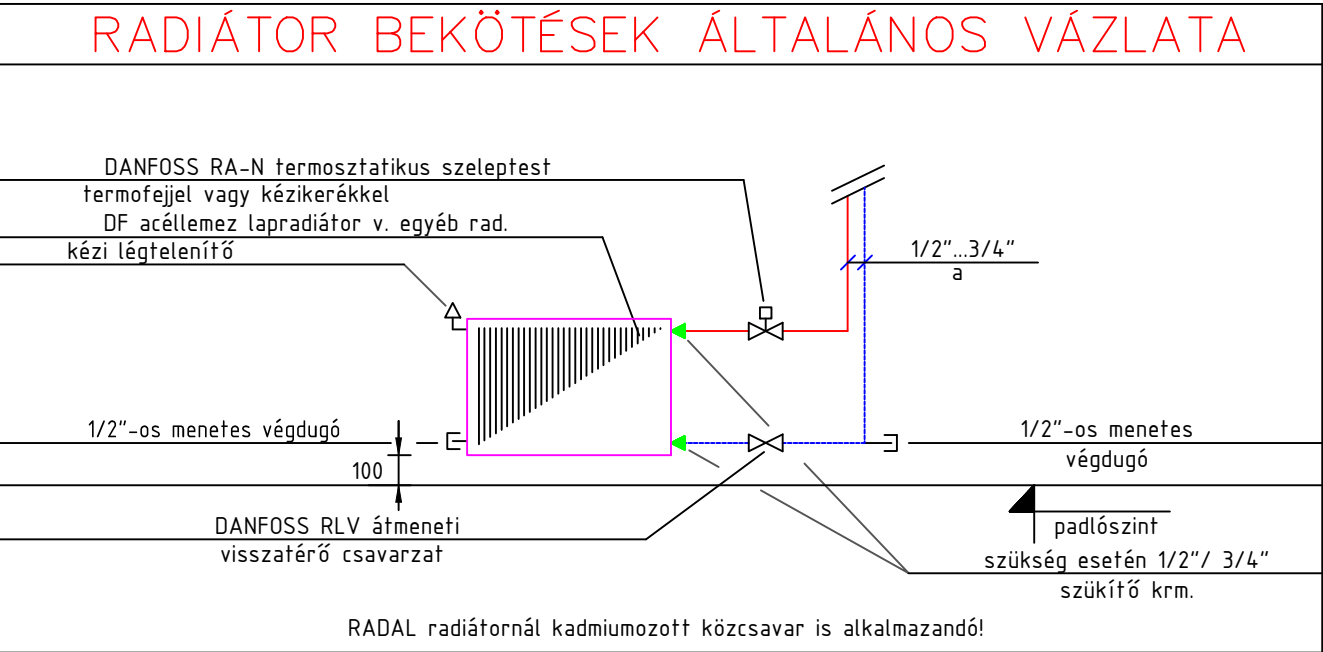 RADIÁTOR BEKÖTÉSEK ÁLTALÁNOS VÁZLATA
DANFOSS RA-N termosztatikus szeleptest
termofejjel vagy kézikerékkel
DF acéllemez lapradiátor v. egyéb rad.
kézi légtelenítő
1/2"...3/4"
a
1/2"-os menetes végdugó
100
1/2"-os menetes
végdugó
DANFOSS RLV átmeneti
visszatérő csavarzat
padlószint
szükség esetén 1/2"/ 3/4"
szükítő krm.
RADAL radiátornál kadmiumozott közcsavar is alkalmazandó!